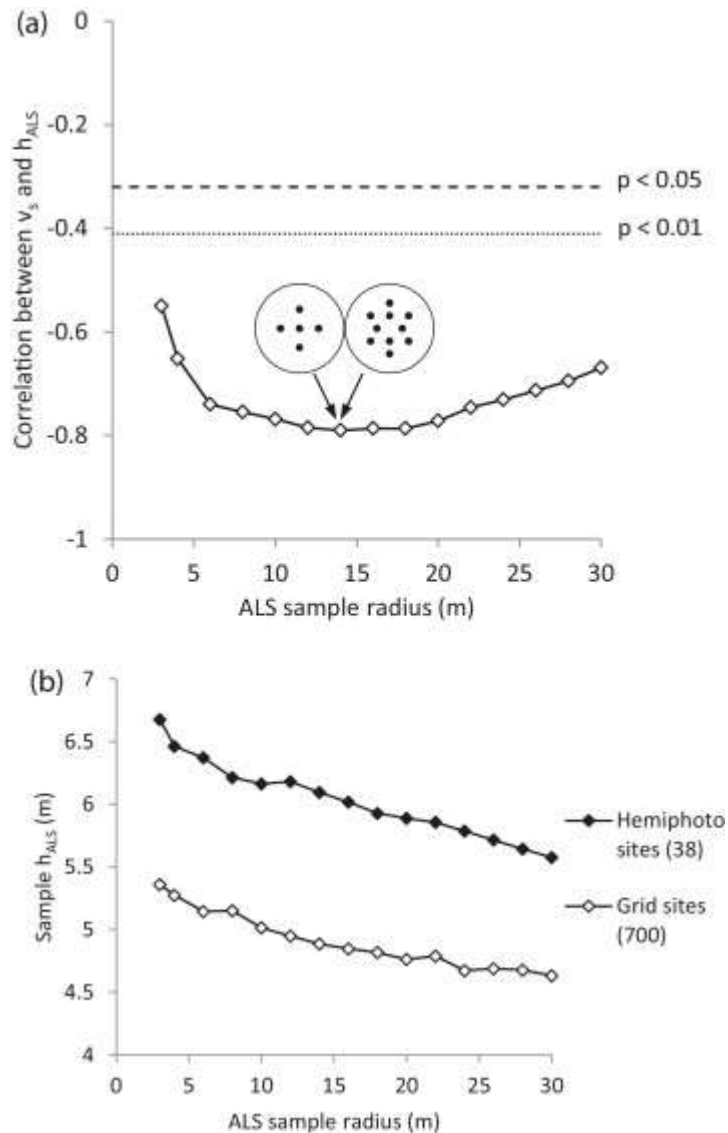 (a)
0
-0.2
-0.4
-0.6
-0.8
-1
Correlation between vs and hALS
p < 0.05
p < 0.01
0 5 10 15 20 25 30
ALS sample radius (m)
(b)
7
6.5
6
5.5
5
4.5
4
Sample hALS (m)
Hemiphoto
sites (38)
Grid sites
(700)
0 5 10 15 20 25 30
ALS sample radius (m)